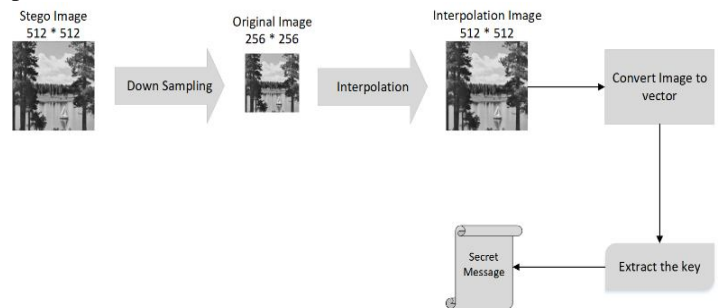 Stego Image
512 * 512
Down Sampling
Original Image
256 * 256
Interpolation
Interpolation Image
512 * 512
Convert Image to
vector
Extract the key
Secret
Message